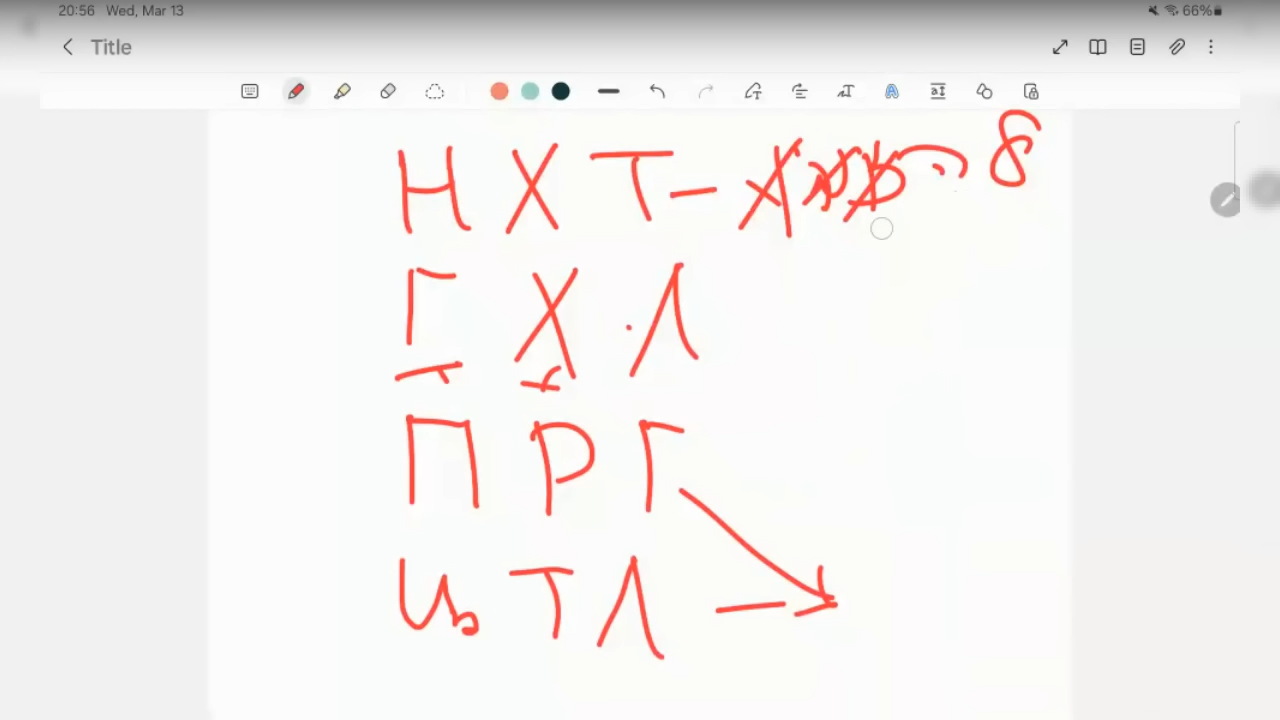 20:56 Wed, Mar 13
66%
Title
Н Х Т – 8
Г Х Л
П Р Г
Ц Т Л